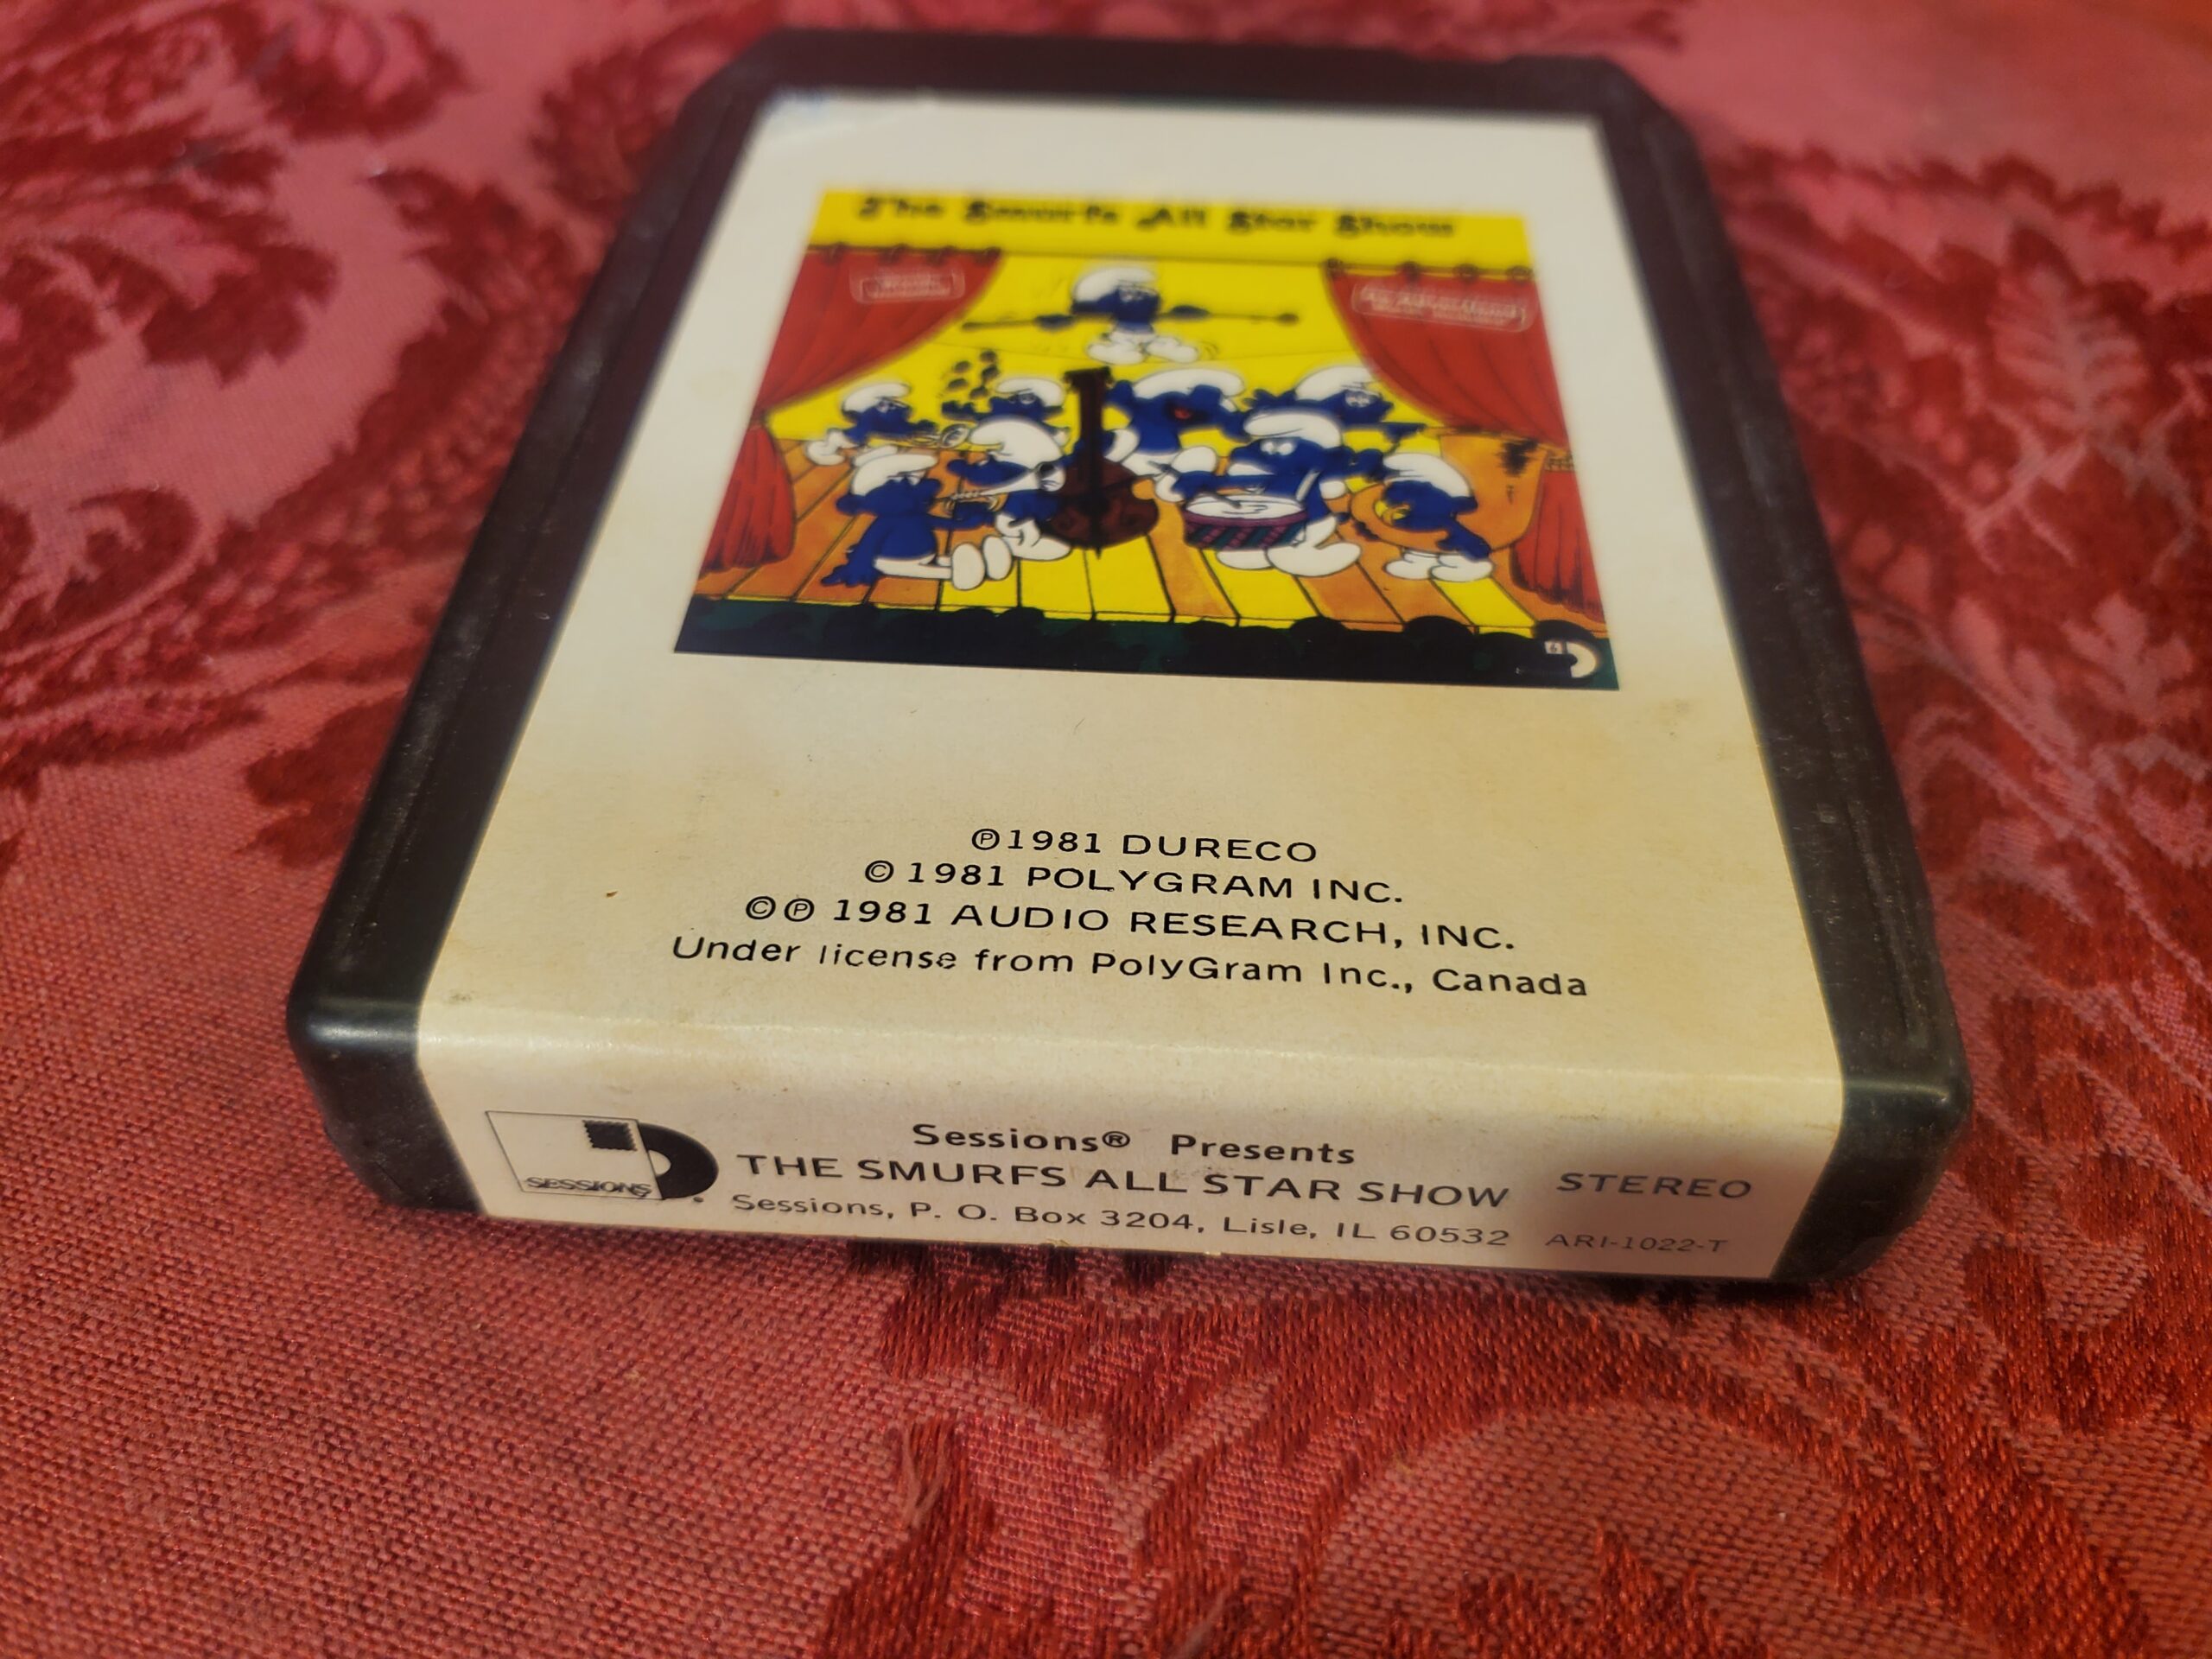 The Smurfs All Star Show
℗1981 DURECO
© 1981 POLYGRAM INC.
©℗ 1981 AUDIO RESEARCH, INC.
Under license from PolyGram Inc., Canada
SESSIONS
Sessions® Presents
THE SMURFS ALL STAR SHOW
STEREO
Sessions, P. O. Box 3204, Lisle, IL 60532
ARI-1022-T